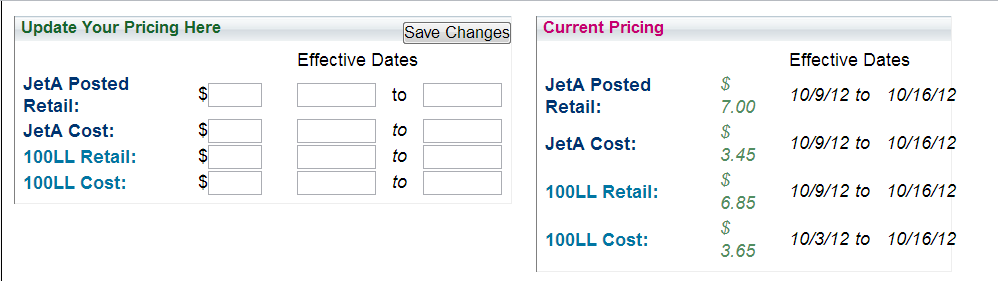 Update Your Pricing Here
Save Changes
Effective Dates
JetA Posted
Retail:
$ to
JetA Cost: $ to
100LL Retail: $ to
100LL Cost: $ to
Current Pricing
Effective Dates
JetA Posted
Retail:
$
7.00
10/9/12 to 10/16/12
JetA Cost:
$
3.45
10/9/12 to 10/16/12
100LL Retail:
$
6.85
10/9/12 to 10/16/12
100LL Cost:
$
3.65
10/3/12 to 10/16/12